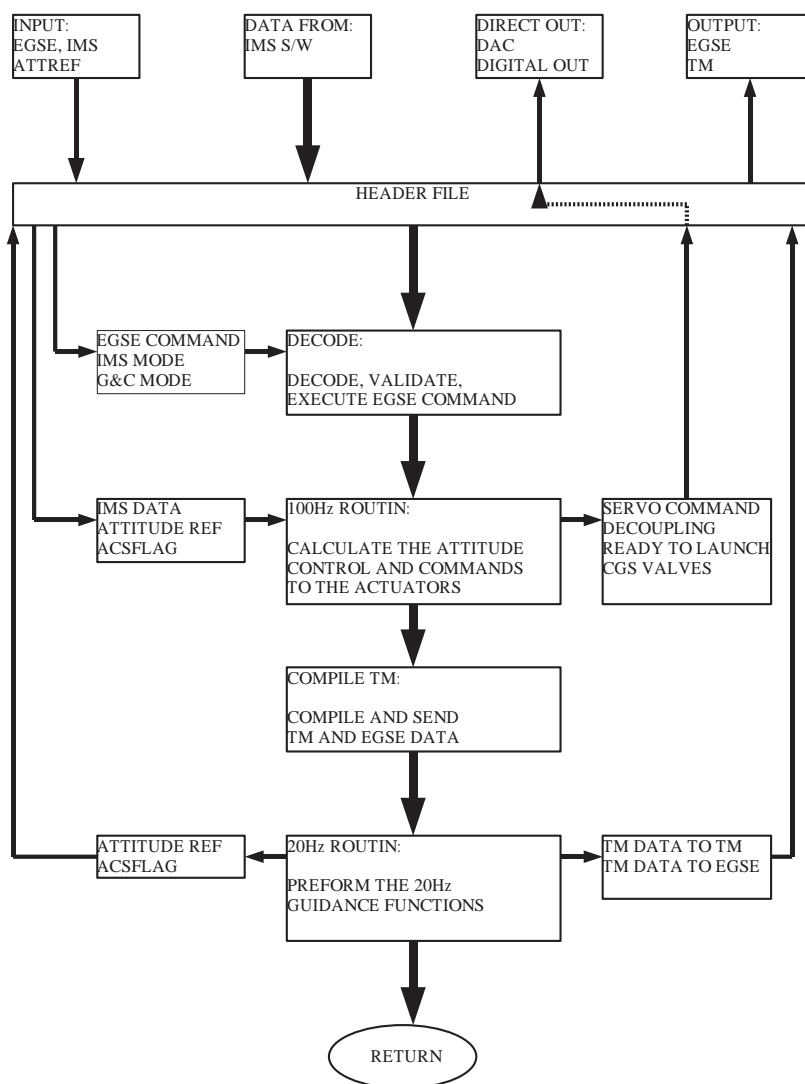 INPUT:
EGSE, IMS
ATTREF
DATA FROM:
IMS S/W
DIRECT OUT:
DAC
DIGITAL OUT
OUTPUT:
EGSE
TM
HEADER FILE
EGSE COMMAND
IMS MODE
G&C MODE
DECODE:
DECODE, VALIDATE,
EXECUTE EGSE COMMAND
IMS DATA
ATTITUDE REF
ACSFLAG
100Hz ROUTIN:
CALCULATE THE ATTITUDE
CONTROL AND COMMANDS
TO THE ACTUATORS
SERVO COMMAND
DECOUPLING
READY TO LAUNCH
CGS VALVES
COMPILE TM:
COMPILE AND SEND
TM AND EGSE DATA
ATTITUDE REF
ACSFLAG
20Hz ROUTIN:
PREFORM THE 20Hz
GUIDANCE FUNCTIONS
TM DATA TO TM
TM DATA TO EGSE
RETURN